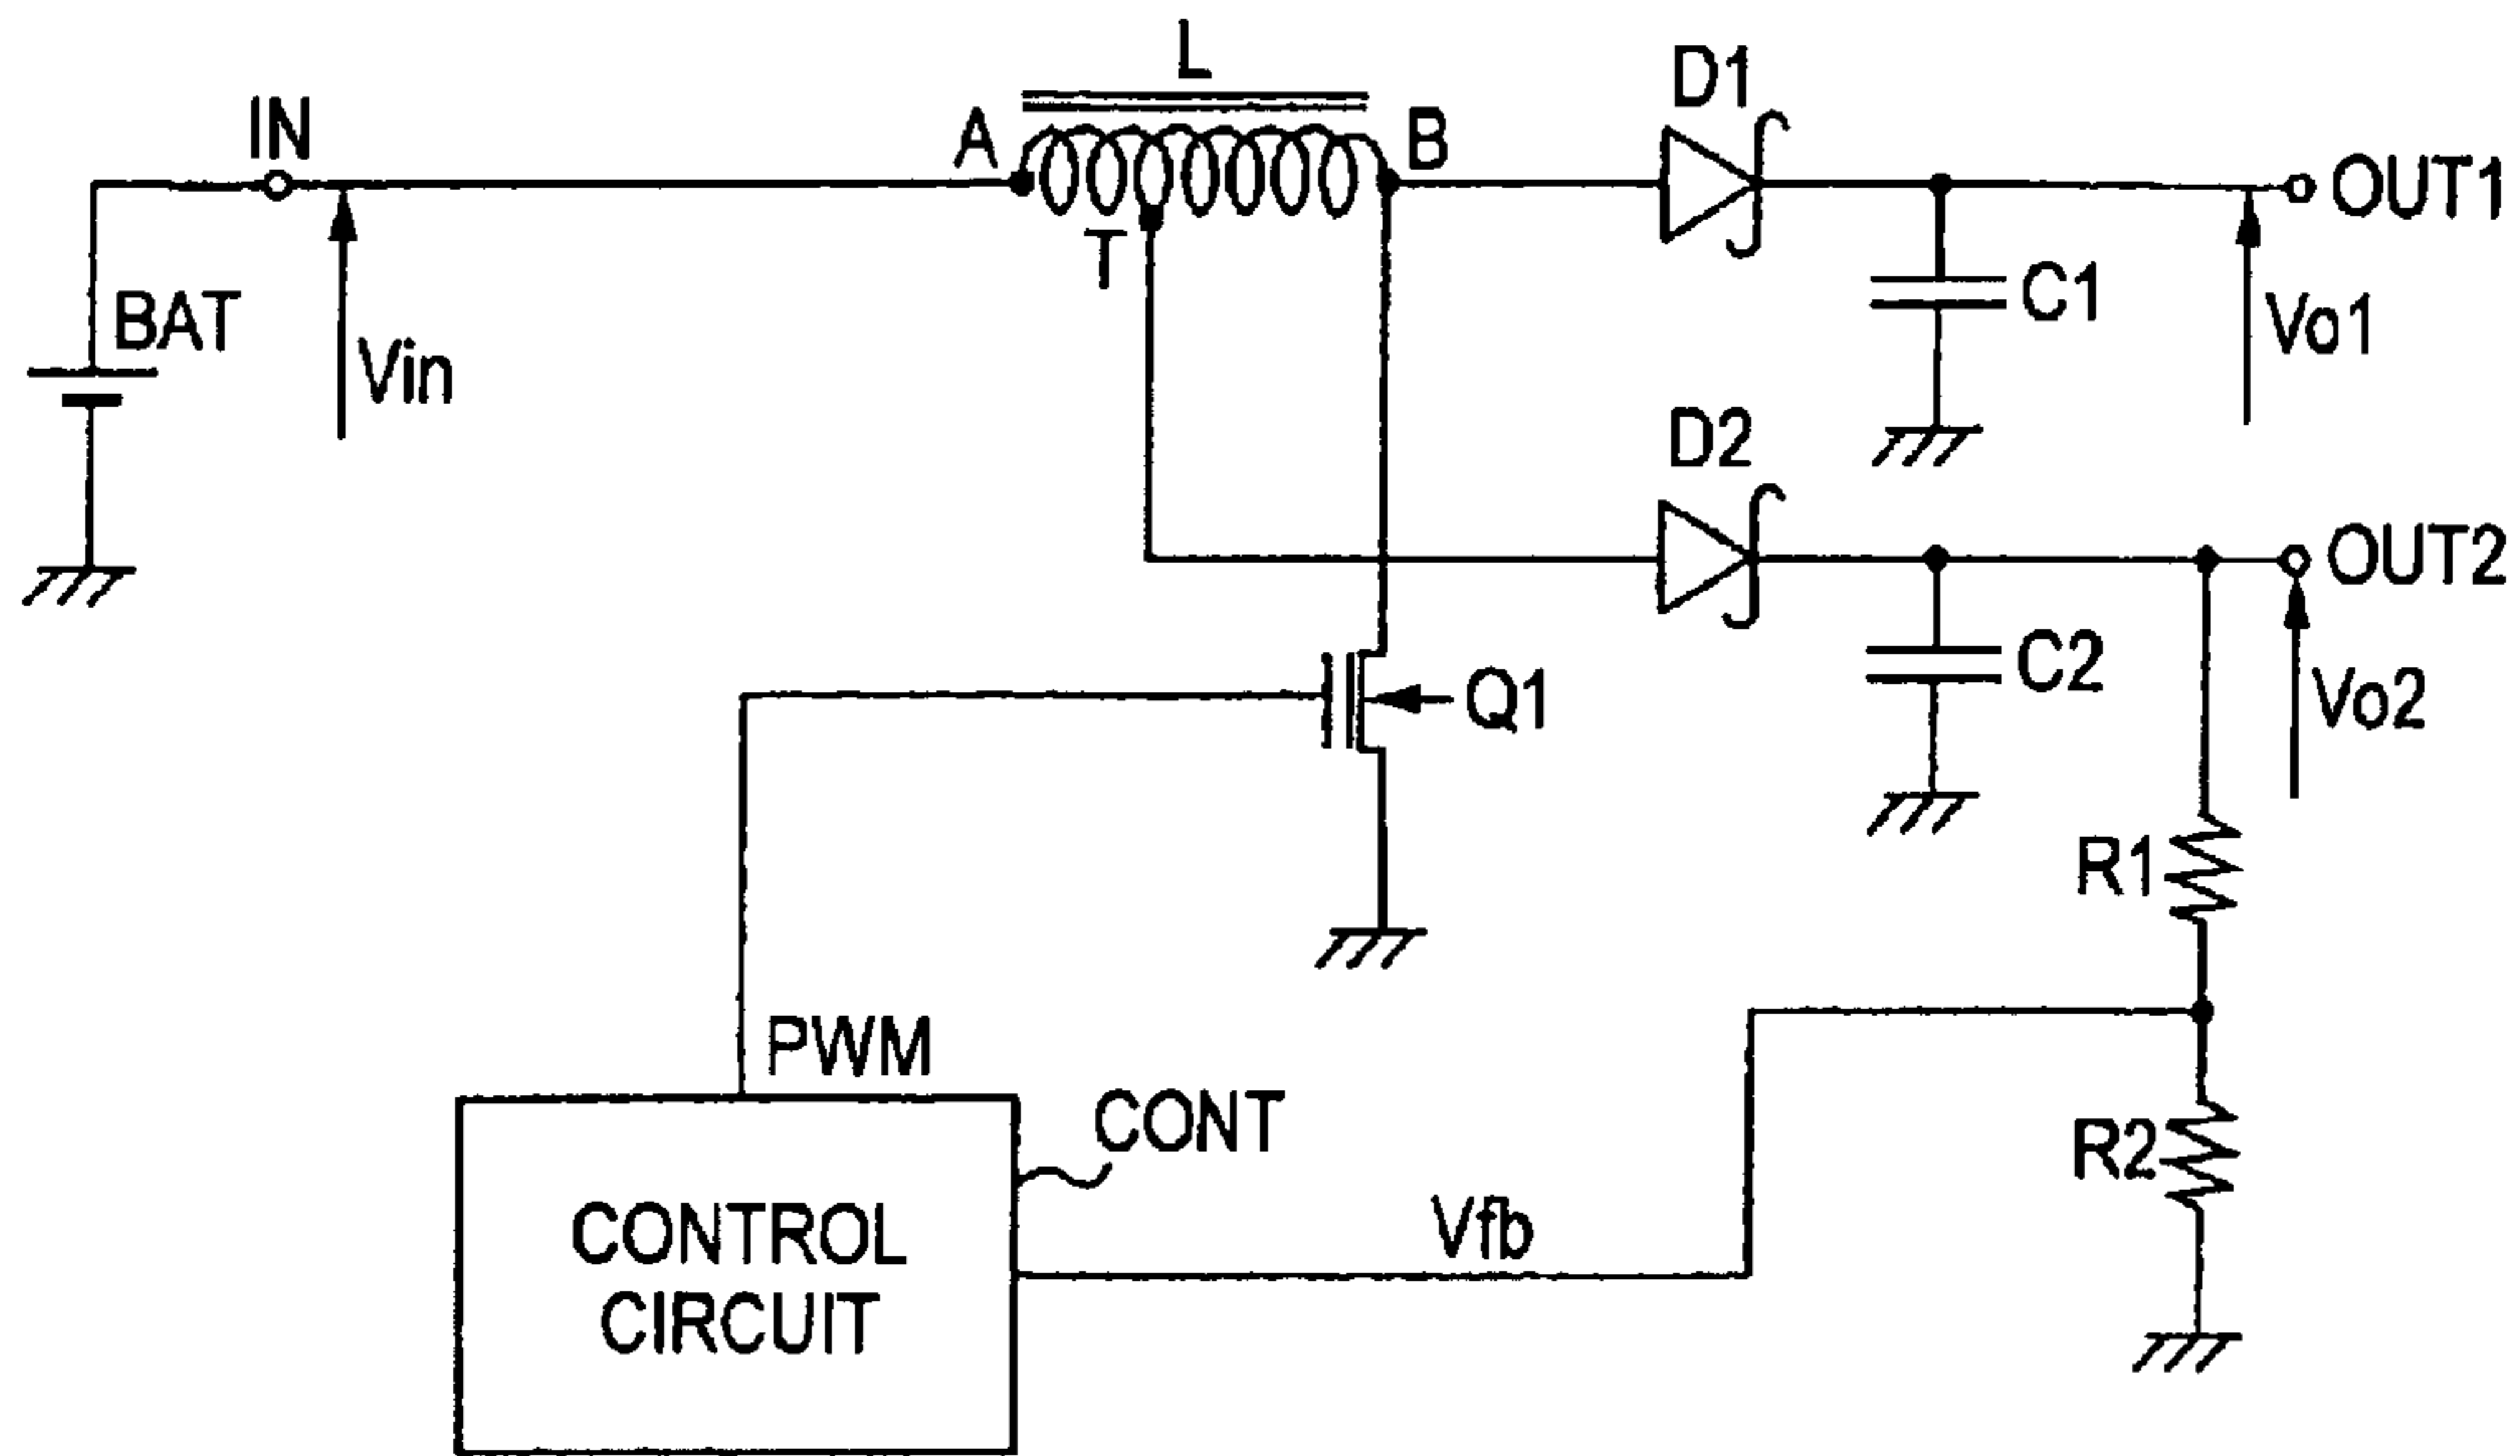 L
D1
IN
A
B
OUT1
T
BAT
C1
Vin
Vo1
D2
OUT2
C2
Q1
Vo2
R1
PWM
CONT
R2
Vfb
CONTROL
CIRCUIT